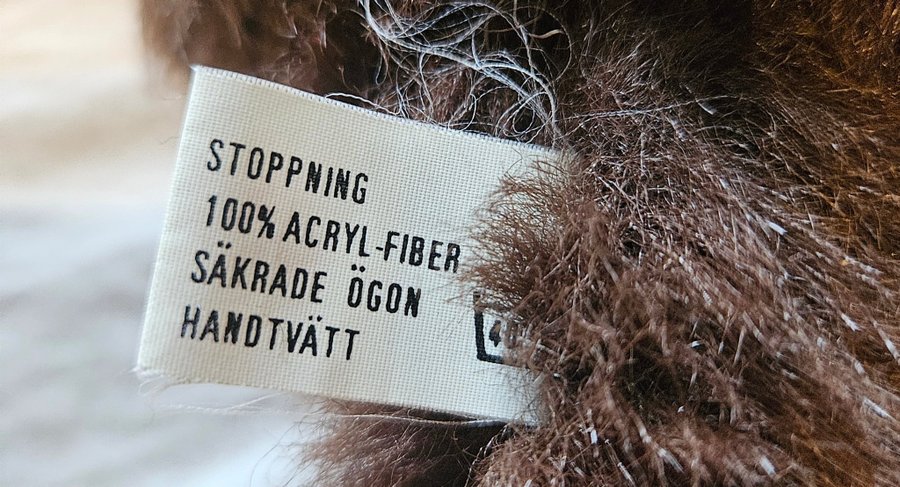 STOPPNING
100% ACRYL-FIBER
SÄKRADE ÖGON
HANDTVÄTT